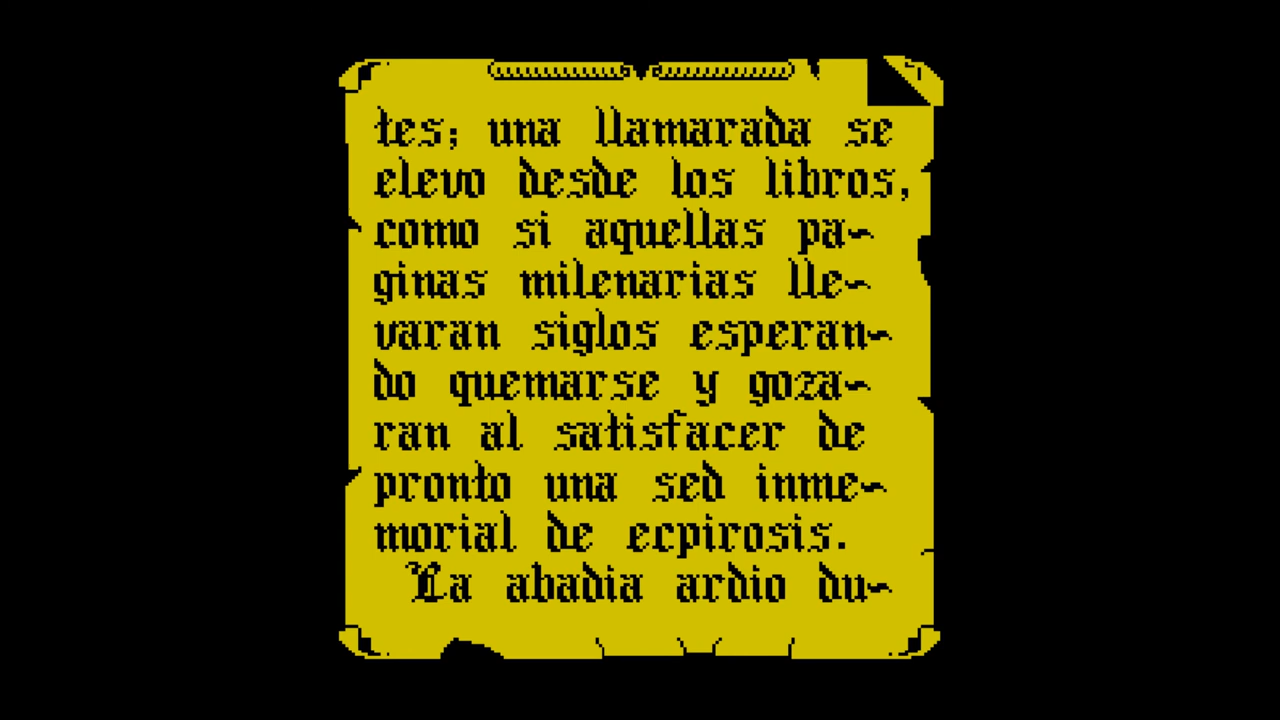 tes; una llamarada se
elevo desde los libros,
como si aquellas pa-
ginas milenarias lle-
varan siglos esperan-
do quemarse y goza-
ran al satisfacer de
pronto una sed inme-
morial de ecpirosis.
La abadia ardio du-